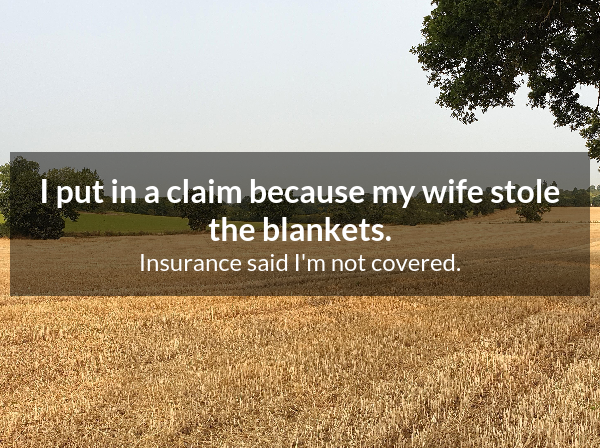 I put in a claim because my wife stole
the blankets.
Insurance said I'm not covered.